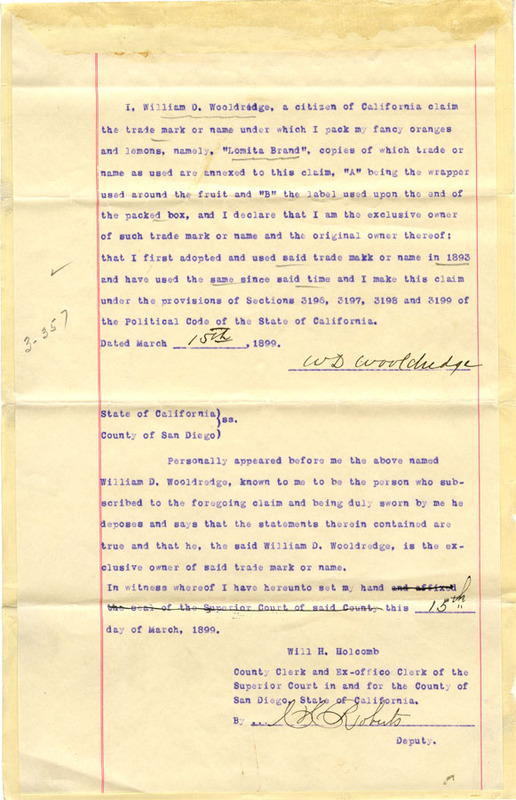 I, William D. Wooldredge, a citizen of California claim
the trade mark or name under which I pack my fancy oranges
and lemons, namely, "Lomita Brand", copies of which trade or
name as used are annexed to this claim, "A" being the wrapper
used around the fruit and "B" the label used upon the end of
the packed box, and I declare that I am the exclusive owner
of such trade mark or name and the original owner thereof;
that I first adopted and used said trade makk or name in 1893
and have used the same since said time and I make this claim
under the provisions of Sections 3196, 3197, 3198 and 3199 of
the Political Code of the State of California.
3-357
Dated March 15th, 1899.
WD Wooldredge
State of California)
)ss.
County of San Diego)
Personally appeared before me the above named
William D. Wooldredge, known to me to be the person who sub-
scribed to the foregoing claim and being duly sworn by me he
deposes and says that the statements therein contained are
true and that he, the said William D. Wooldredge, is the ex-
clusive owner of said trade mark or name.
In witness whereof I have hereunto set my hand and affixed
the seal of the Superior Court of said County this 15th
day of March, 1899.
Will H. Holcomb
County Clerk and Ex-offico Clerk of the
Superior Court in and for the County of
San Diego, State of California.
By ... Roberts
Deputy.